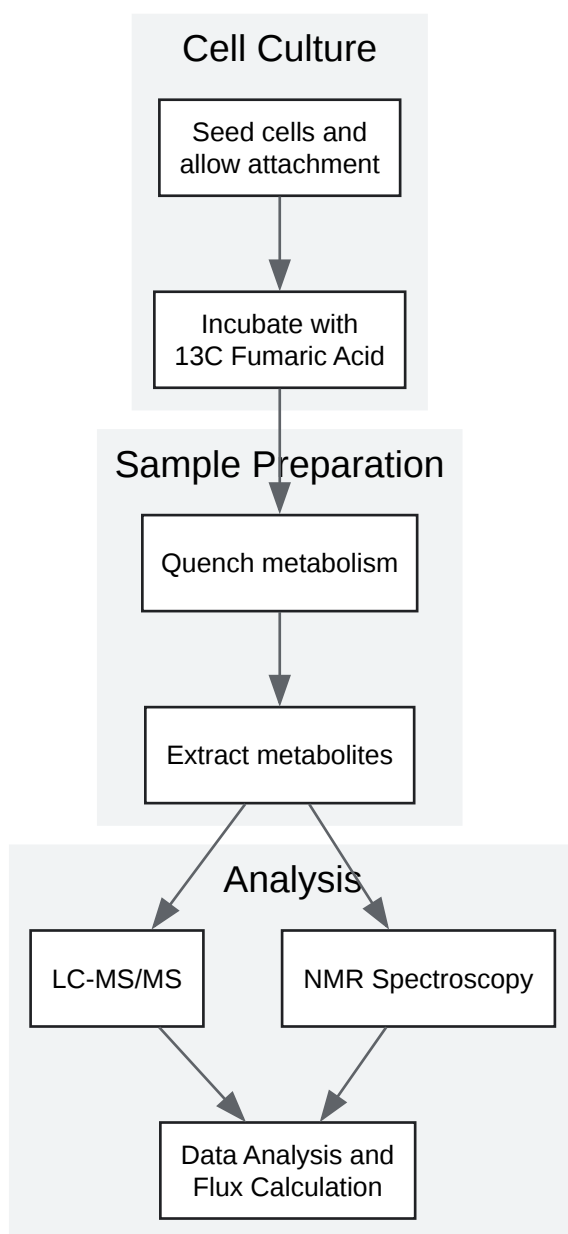 Cell Culture
Seed cells and
allow attachment
Incubate with
13C Fumaric Acid
Sample Preparation
Quench metabolism
Extract metabolites
Analysis
LC-MS/MS
NMR Spectroscopy
Data Analysis and
Flux Calculation